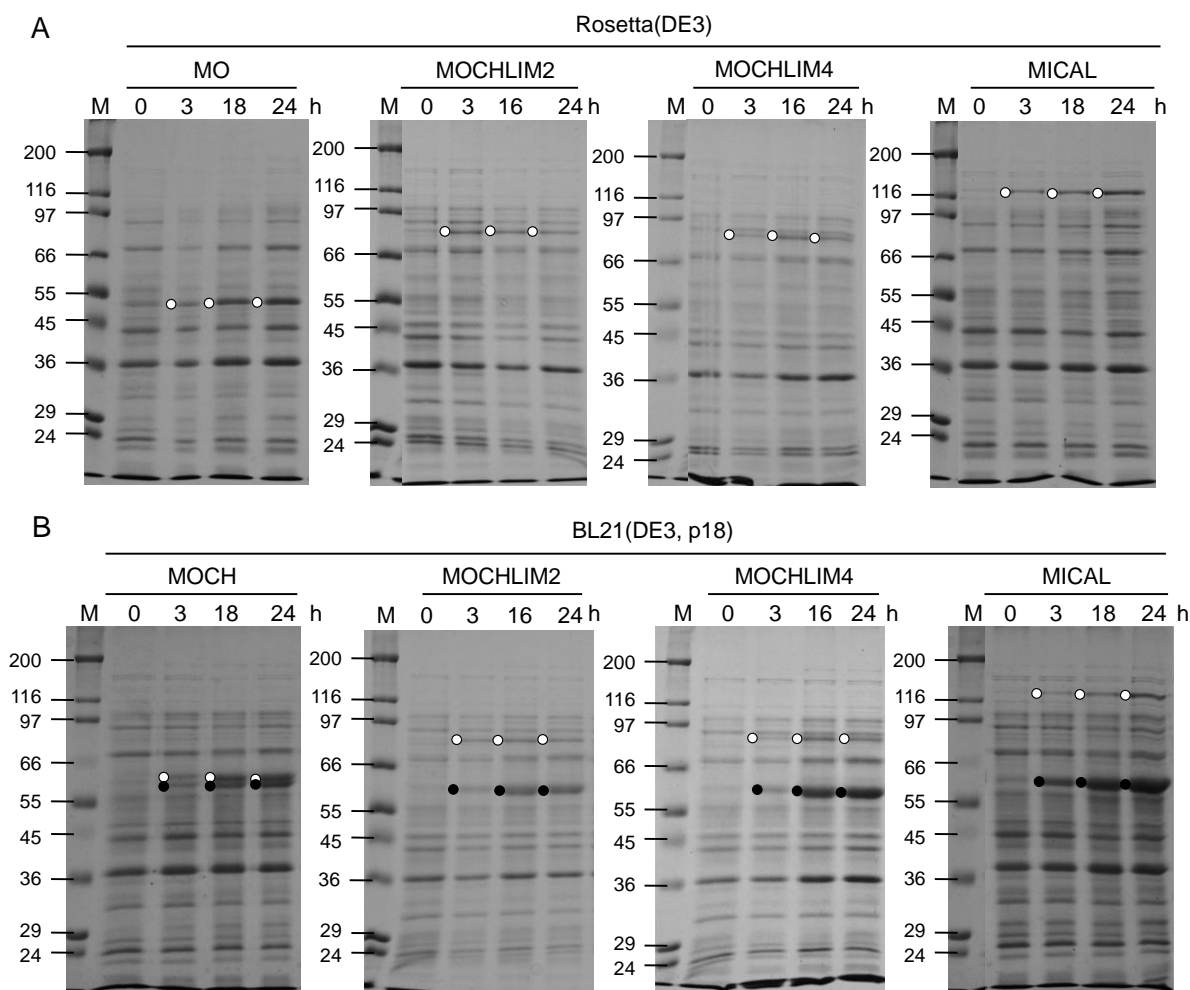 A
Rosetta(DE3)
MO MOCHLIM2 MOCHLIM4 MICAL
M 0 3 18 24 h M 0 3 16 24 h M 0 3 16 24 h M 0 3 18 24 h
200 200 200 200
116 116 116 116
97 97 97 97
66 66 66 66
55 55 55 55
45 45 45 45
36 36 36 36
29 29 29 29
24 24 24 24
B
BL21(DE3, p18)
MOCH MOCHLIM2 MOCHLIM4 MICAL
M 0 3 18 24 h M 0 3 16 24 h M 0 3 16 24 h M 0 3 18 24 h
200 200 200 200
116 116 116 116
97 97 97 97
66 66 66 66
55 55 55 55
45 45 45 45
36 36 36 36
29 29 29 29
24 24 24 24